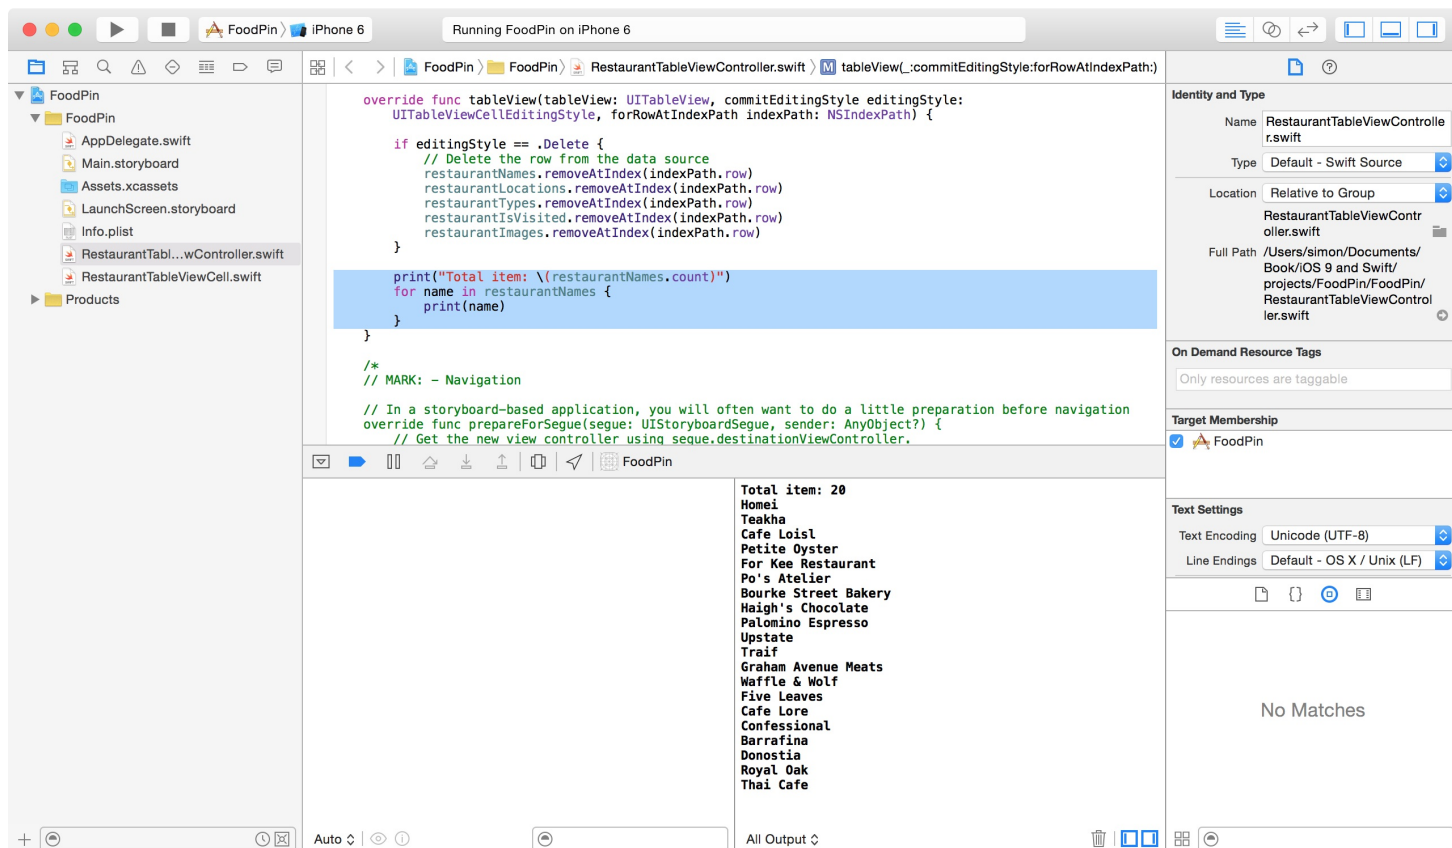 FoodPin
iPhone 6
Running FoodPin on iPhone 6
FoodPin
FoodPin
AppDelegate.swift
Main.storyboard
Assets.xcassets
LaunchScreen.storyboard
Info.plist
RestaurantTabl...wController.swift
RestaurantTableViewCell.swift
Products
FoodPin
FoodPin
RestaurantTableViewController.swift
M
tableView(_:commitEditingStyle:forRowAtIndexPath:)
override func tableView(tableView: UITableView, commitEditingStyle editingStyle:
UITableViewCellEditingStyle, forRowAtIndexPath indexPath: NSIndexPath) {
if editingStyle == .Delete {
// Delete the row from the data source
restaurantNames.removeAtIndex(indexPath.row)
restaurantLocations.removeAtIndex(indexPath.row)
restaurantTypes.removeAtIndex(indexPath.row)
restaurantIsVisited.removeAtIndex(indexPath.row)
restaurantImages.removeAtIndex(indexPath.row)
}
print("Total item: \(restaurantNames.count)")
for name in restaurantNames {
print(name)
}
}
/*
// MARK: - Navigation
// In a storyboard-based application, you will often want to do a little preparation before navigation
override func prepareForSegue(segue: UIStoryboardSegue, sender: AnyObject?) {
// Get the new view controller using segue.destinationViewController.
FoodPin
Total item: 20
Homei
Teakha
Cafe Loisl
Petite Oyster
For Kee Restaurant
Po's Atelier
Bourke Street Bakery
Haigh's Chocolate
Palomino Espresso
Upstate
Traif
Graham Avenue Meats
Waffle & Wolf
Five Leaves
Cafe Lore
Confessional
Barrafina
Donostia
Royal Oak
Thai Cafe
Auto
All Output
Identity and Type
Name RestaurantTableViewControlle
r.swift
Type Default - Swift Source
Location Relative to Group
RestaurantTableViewContr
oller.swift
Full Path /Users/simon/Documents/
Book/iOS 9 and Swift/
projects/FoodPin/FoodPin/
RestaurantTableViewControl
ler.swift
On Demand Resource Tags
Only resources are taggable
Target Membership
FoodPin
Text Settings
Text Encoding Unicode (UTF-8)
Line Endings Default - OS X / Unix (LF)
{}
No Matches